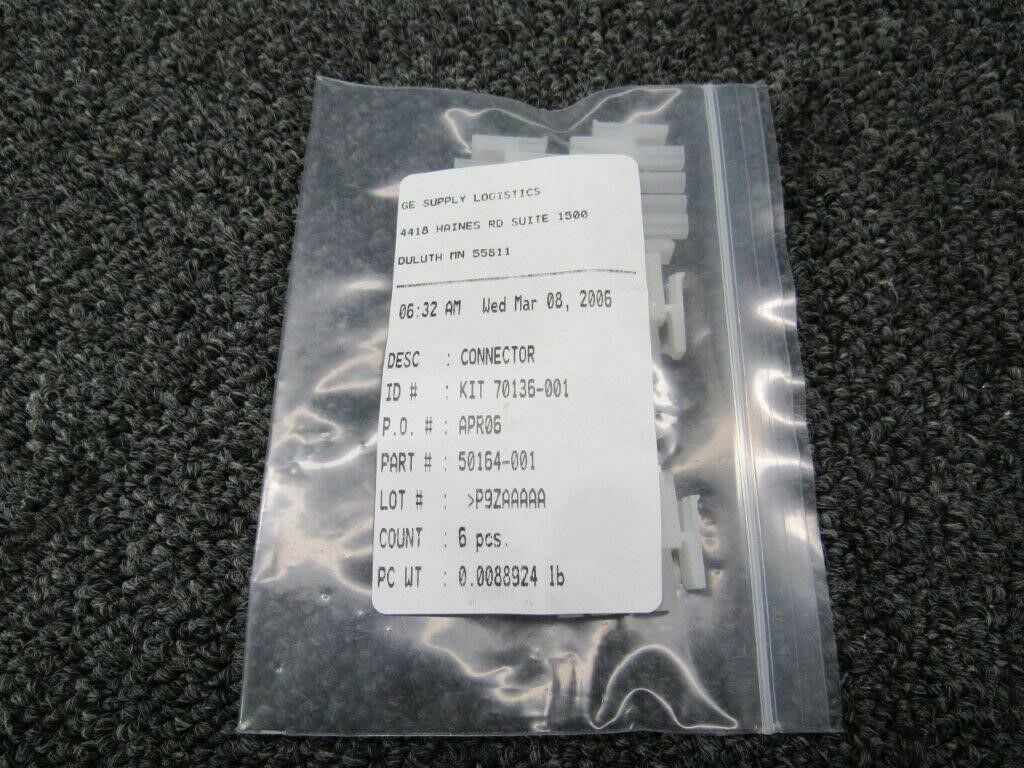 GE SUPPLY LOGISTICS
4418 HAINES RD SUITE 1500
DULUTH MN 55811
06:32 AM Wed Mar 08, 2006
DESC : CONNECTOR
ID # : KIT 70136-001
P.O. # : APR06
PART # : 50164-001
LOT # : >P9ZAAAAA
COUNT : 6 pcs.
PC WT : 0.0088924 lb